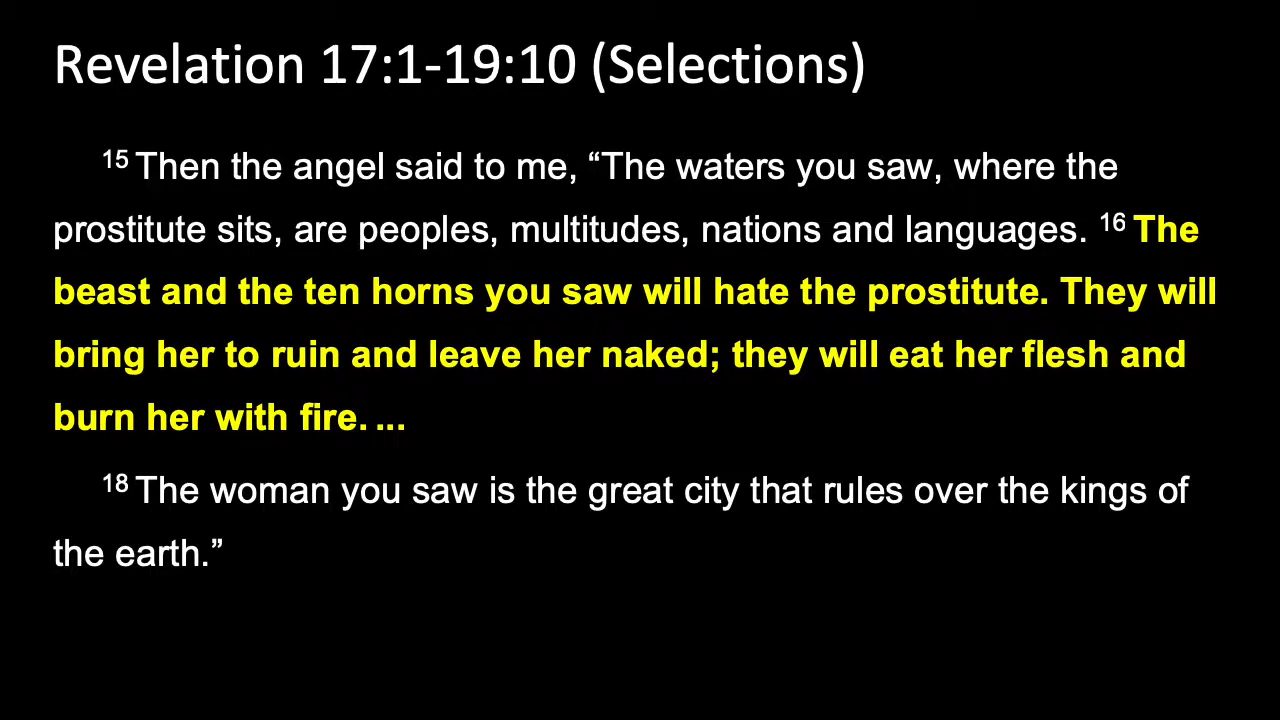 Revelation 17:1-19:10 (Selections)
15 Then the angel said to me, “The waters you saw, where the
prostitute sits, are peoples, multitudes, nations and languages. 16 The
beast and the ten horns you saw will hate the prostitute. They will
bring her to ruin and leave her naked; they will eat her flesh and
burn her with fire. ...
18 The woman you saw is the great city that rules over the kings of
the earth.”